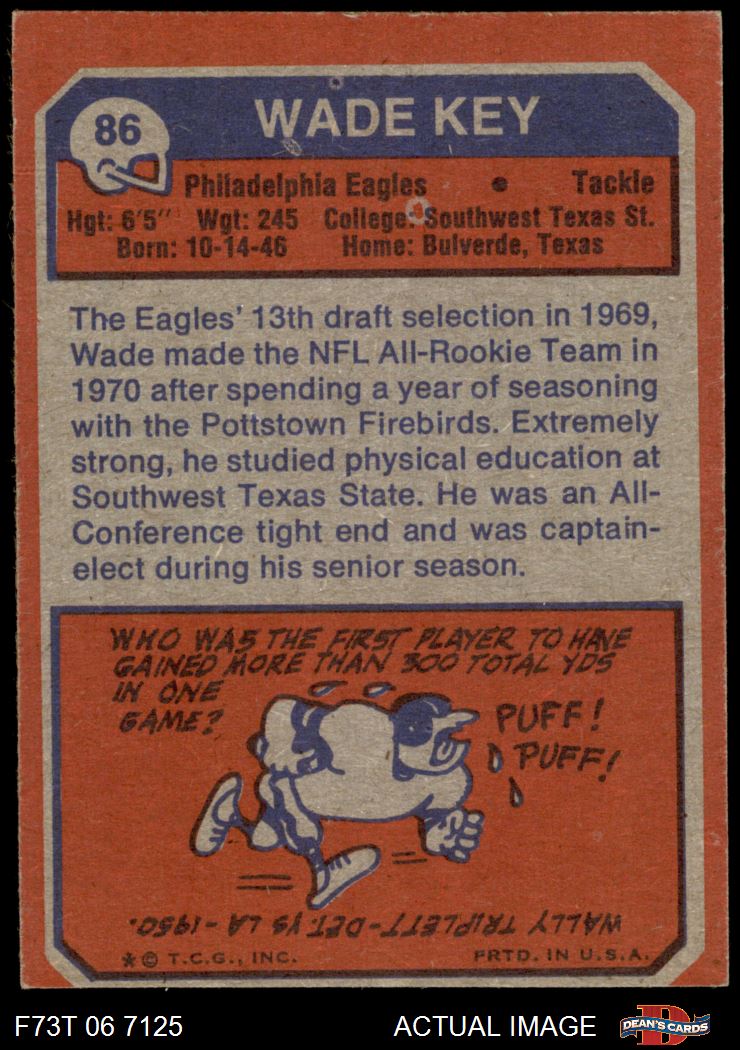 86
WADE KEY
Philadelphia Eagles • Tackle
Hgt: 6'5" Wgt: 245 College: Southwest Texas St.
Born: 10-14-46 Home: Bulverde, Texas
The Eagles' 13th draft selection in 1969,
Wade made the NFL All-Rookie Team in
1970 after spending a year of seasoning
with the Pottstown Firebirds. Extremely
strong, he studied physical education at
Southwest Texas State. He was an All-
Conference tight end and was captain-
elect during his senior season.
WHO WAS THE FIRST PLAYER TO HAVE
GAINED MORE THAN 300 TOTAL YDS
IN ONE
GAME?
PUFF!
PUFF!
WALLY TRIPLETT-DET. VS LA -1950.
* © T.C.G., INC. PRTD. IN U.S.A.
F73T 06 7125 ACTUAL IMAGE
D
DEAN'S CARDS